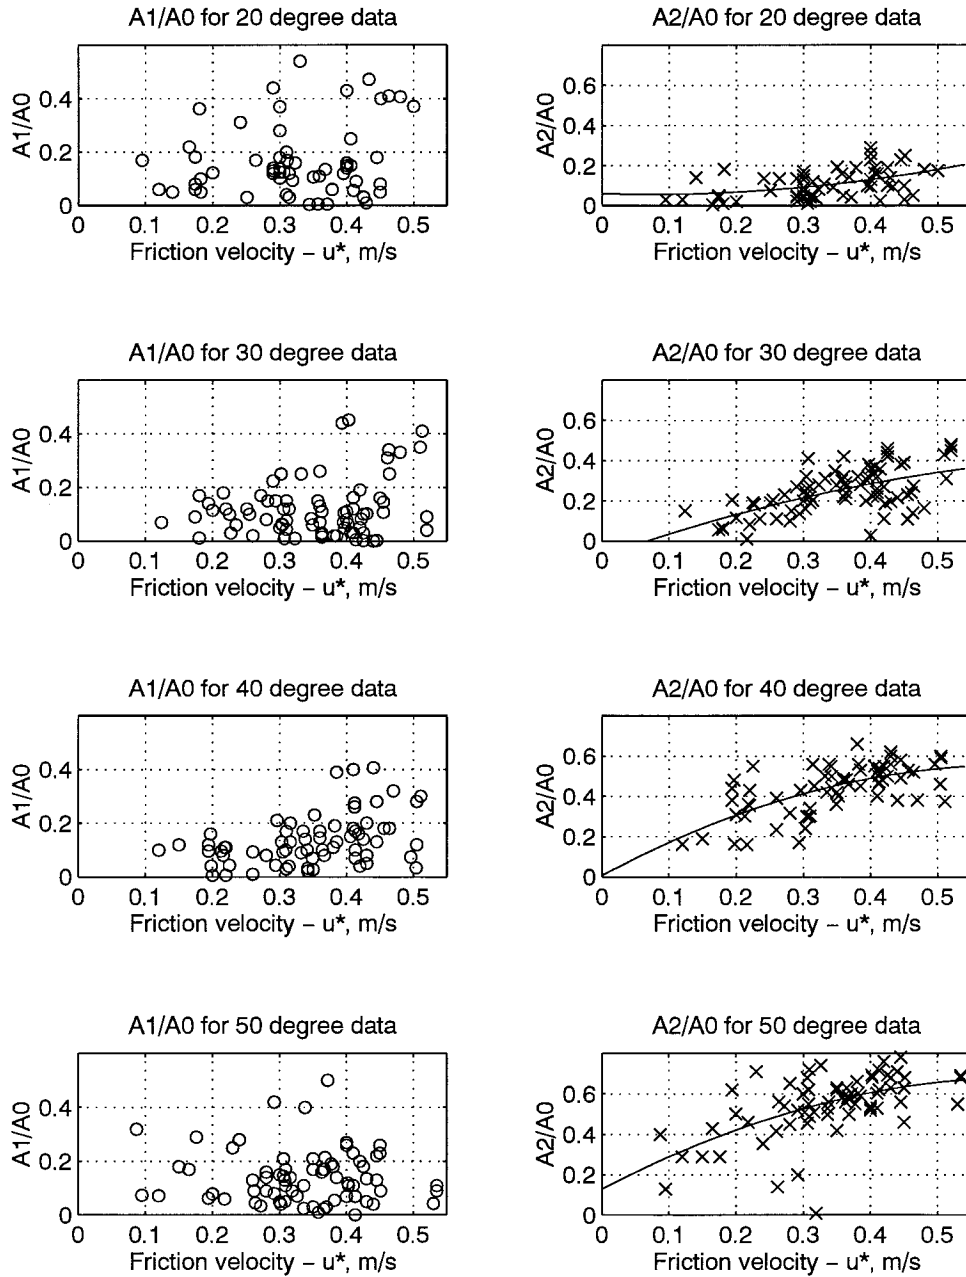 A1/A0 for 20 degree data
A1/A0
0.4
0.2
0
0 0.1 0.2 0.3 0.4 0.5
Friction velocity – u*, m/s
A2/A0 for 20 degree data
A2/A0
0.6
0.4
0.2
0
0 0.1 0.2 0.3 0.4 0.5
Friction velocity – u*, m/s
A1/A0 for 30 degree data
A1/A0
0.4
0.2
0
0 0.1 0.2 0.3 0.4 0.5
Friction velocity – u*, m/s
A2/A0 for 30 degree data
A2/A0
0.6
0.4
0.2
0
0 0.1 0.2 0.3 0.4 0.5
Friction velocity – u*, m/s
A1/A0 for 40 degree data
A1/A0
0.4
0.2
0
0 0.1 0.2 0.3 0.4 0.5
Friction velocity – u*, m/s
A2/A0 for 40 degree data
A2/A0
0.6
0.4
0.2
0
0 0.1 0.2 0.3 0.4 0.5
Friction velocity – u*, m/s
A1/A0 for 50 degree data
A1/A0
0.4
0.2
0
0 0.1 0.2 0.3 0.4 0.5
Friction velocity – u*, m/s
A2/A0 for 50 degree data
A2/A0
0.6
0.4
0.2
0
0 0.1 0.2 0.3 0.4 0.5
Friction velocity – u*, m/s